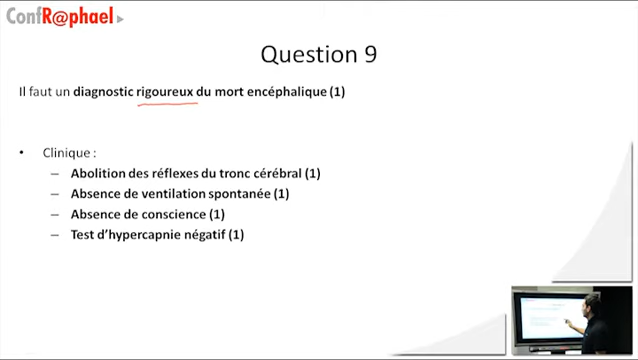 ConfR@phael
Question 9
Il faut un diagnostic rigoureux du mort encéphalique (1)
• Clinique :
– Abolition des réflexes du tronc cérébral (1)
– Absence de ventilation spontanée (1)
– Absence de conscience (1)
– Test d’hypercapnie négatif (1)